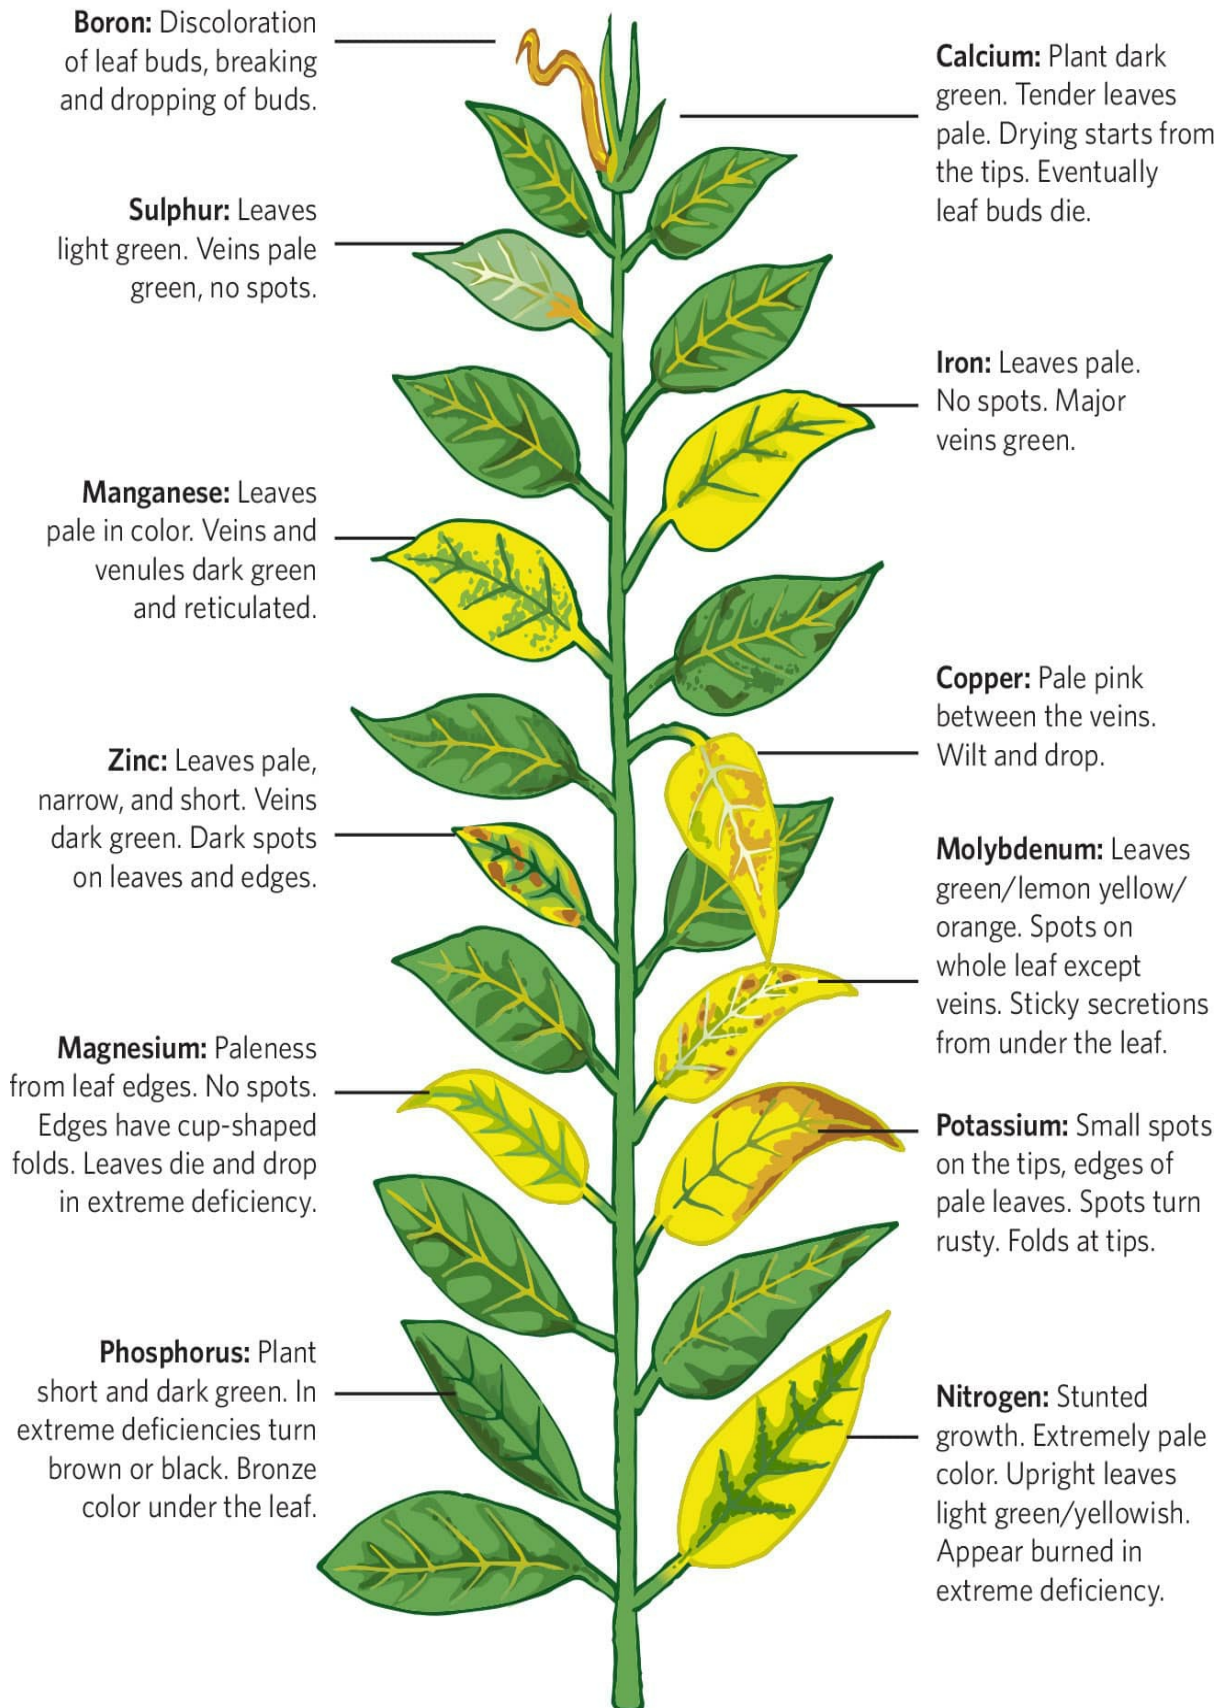 Boron: Discoloration
of leaf buds, breaking
and dropping of buds.
Sulphur: Leaves
light green. Veins pale
green, no spots.
Manganese: Leaves
pale in color. Veins and
venules dark green
and reticulated.
Zinc: Leaves pale,
narrow, and short. Veins
dark green. Dark spots
on leaves and edges.
Magnesium: Paleness
from leaf edges. No spots.
Edges have cup-shaped
folds. Leaves die and drop
in extreme deficiency.
Phosphorus: Plant
short and dark green. In
extreme deficiencies turn
brown or black. Bronze
color under the leaf.
Calcium: Plant dark
green. Tender leaves
pale. Drying starts from
the tips. Eventually
leaf buds die.
Iron: Leaves pale.
No spots. Major
veins green.
Copper: Pale pink
between the veins.
Wilt and drop.
Molybdenum: Leaves
green/lemon yellow/
orange. Spots on
whole leaf except
veins. Sticky secretions
from under the leaf.
Potassium: Small spots
on the tips, edges of
pale leaves. Spots turn
rusty. Folds at tips.
Nitrogen: Stunted
growth. Extremely pale
color. Upright leaves
light green/yellowish.
Appear burned in
extreme deficiency.